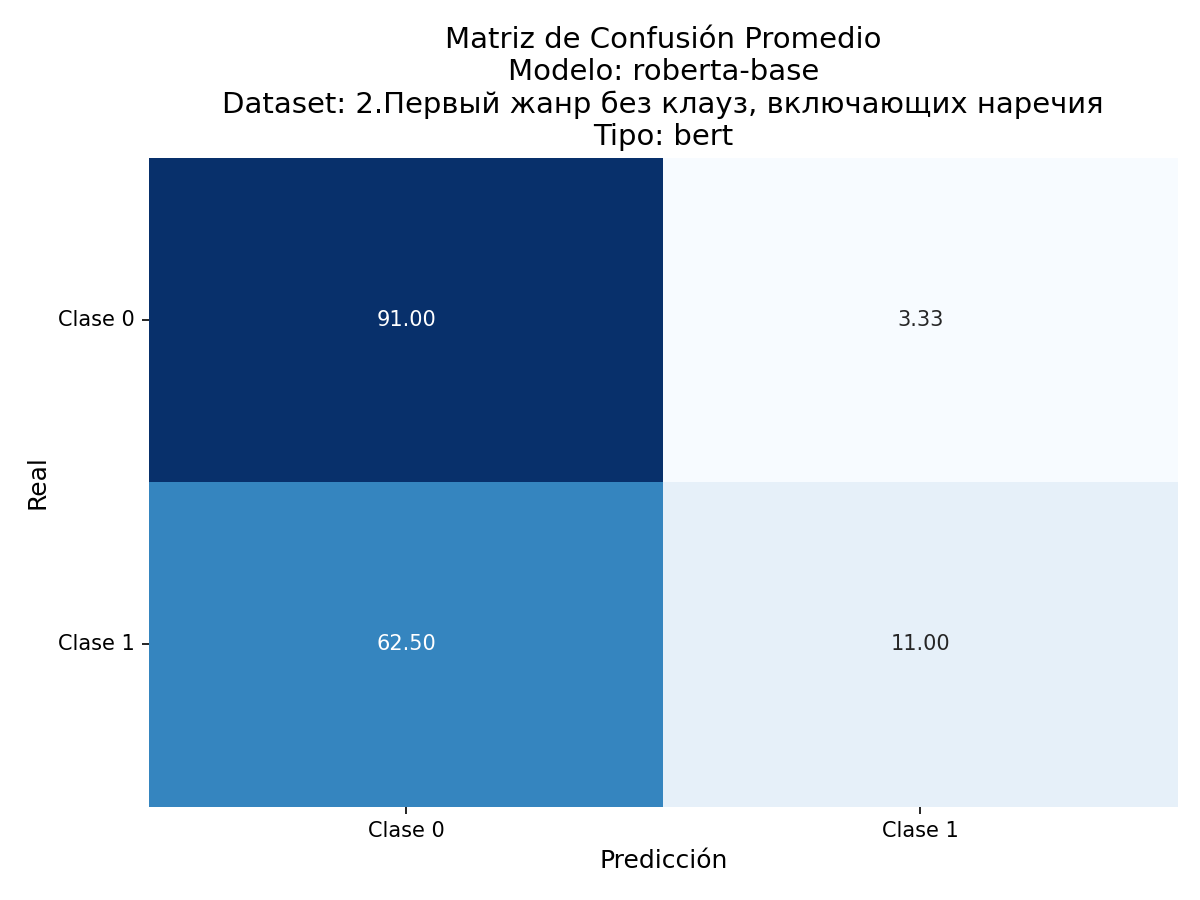 Matriz de Confusión Promedio
Modelo: roberta-base
Dataset: 2.Первый жанр без клауз, включающих наречия
Tipo: bert
Clase 0
91.00
3.33
Real
Clase 1
62.50
11.00
Clase 0
Clase 1
Predicción